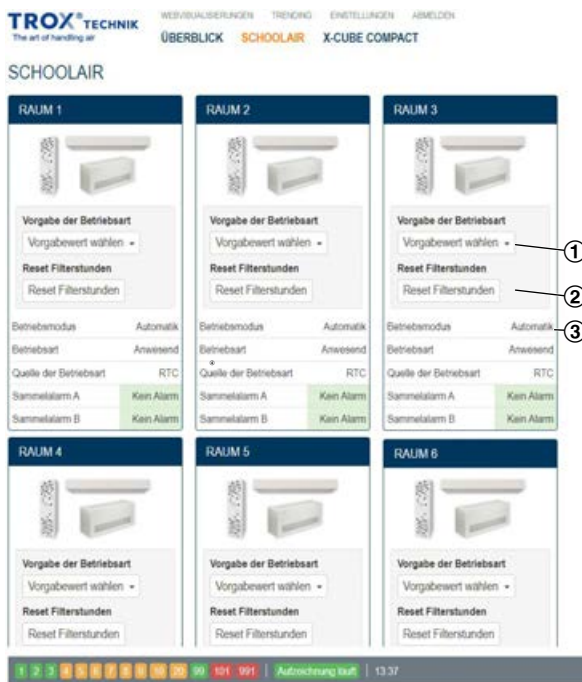 TROX® TECHNIK
The art of handling air
WEBVISUALISIERUNGEN TRENDING EINSTELLUNGEN ABMELDEN
ÜBERBLICK SCHOOLAIR X-CUBE COMPACT
SCHOOLAIR
RAUM 1 RAUM 2 RAUM 3
Vorgabe der Betriebsart Vorgabe der Betriebsart Vorgabe der Betriebsart
Vorgabewert wählen Vorgabewert wählen Vorgabewert wählen 1
Reset Filterstunden Reset Filterstunden Reset Filterstunden
Reset Filterstunden Reset Filterstunden Reset Filterstunden 2
Betriebsmodus Automatik Betriebsmodus Automatik Betriebsmodus Automatik 3
Betriebsart Anwesend Betriebsart Anwesend Betriebsart Anwesend
Quelle der Betriebsart RTC Quelle der Betriebsart RTC Quelle der Betriebsart RTC
Sammelalarm A Kein Alarm Sammelalarm A Kein Alarm Sammelalarm A Kein Alarm
Sammelalarm B Kein Alarm Sammelalarm B Kein Alarm Sammelalarm B Kein Alarm
RAUM 4 RAUM 5 RAUM 6
Vorgabe der Betriebsart Vorgabe der Betriebsart Vorgabe der Betriebsart
Vorgabewert wählen Vorgabewert wählen Vorgabewert wählen
Reset Filterstunden Reset Filterstunden Reset Filterstunden
Reset Filterstunden Reset Filterstunden Reset Filterstunden
1 2 3 4 5 6 7 8 9 10 20 99 101 991 Aufzeichnung läuft 13:37